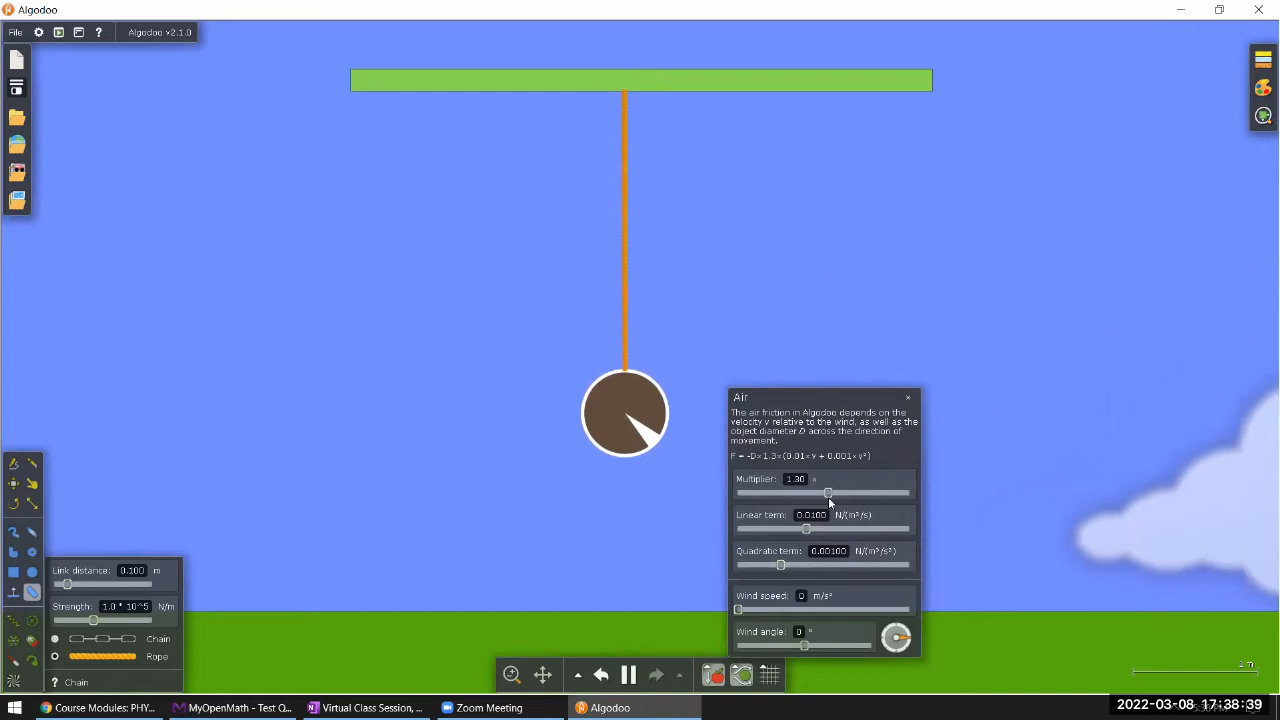 Algodoo
File ? Algodoo v2.1.0
Air
The air friction in Algodoo depends on the
velocity v relative to the wind, as well as the
object diameter D across the direction of
movement.
F = -D×1.3×(0.01×v + 0.001×v²)
Multiplier: 1.30 ×
Linear term: 0.0100 N/(m²/s)
Quadratic term: 0.00100 N/(m³/s²)
Wind speed: 0 m/s²
Wind angle: 0 °
Link distance: 0.100 m
Strength: 1.0 * 10^5 N/m
Chain
Rope
? Chain
1 m
Course Modules: PHY... MyOpenMath - Test Q... Virtual Class Session, ... Zoom Meeting Algodoo
2022-03-08 17:38:39